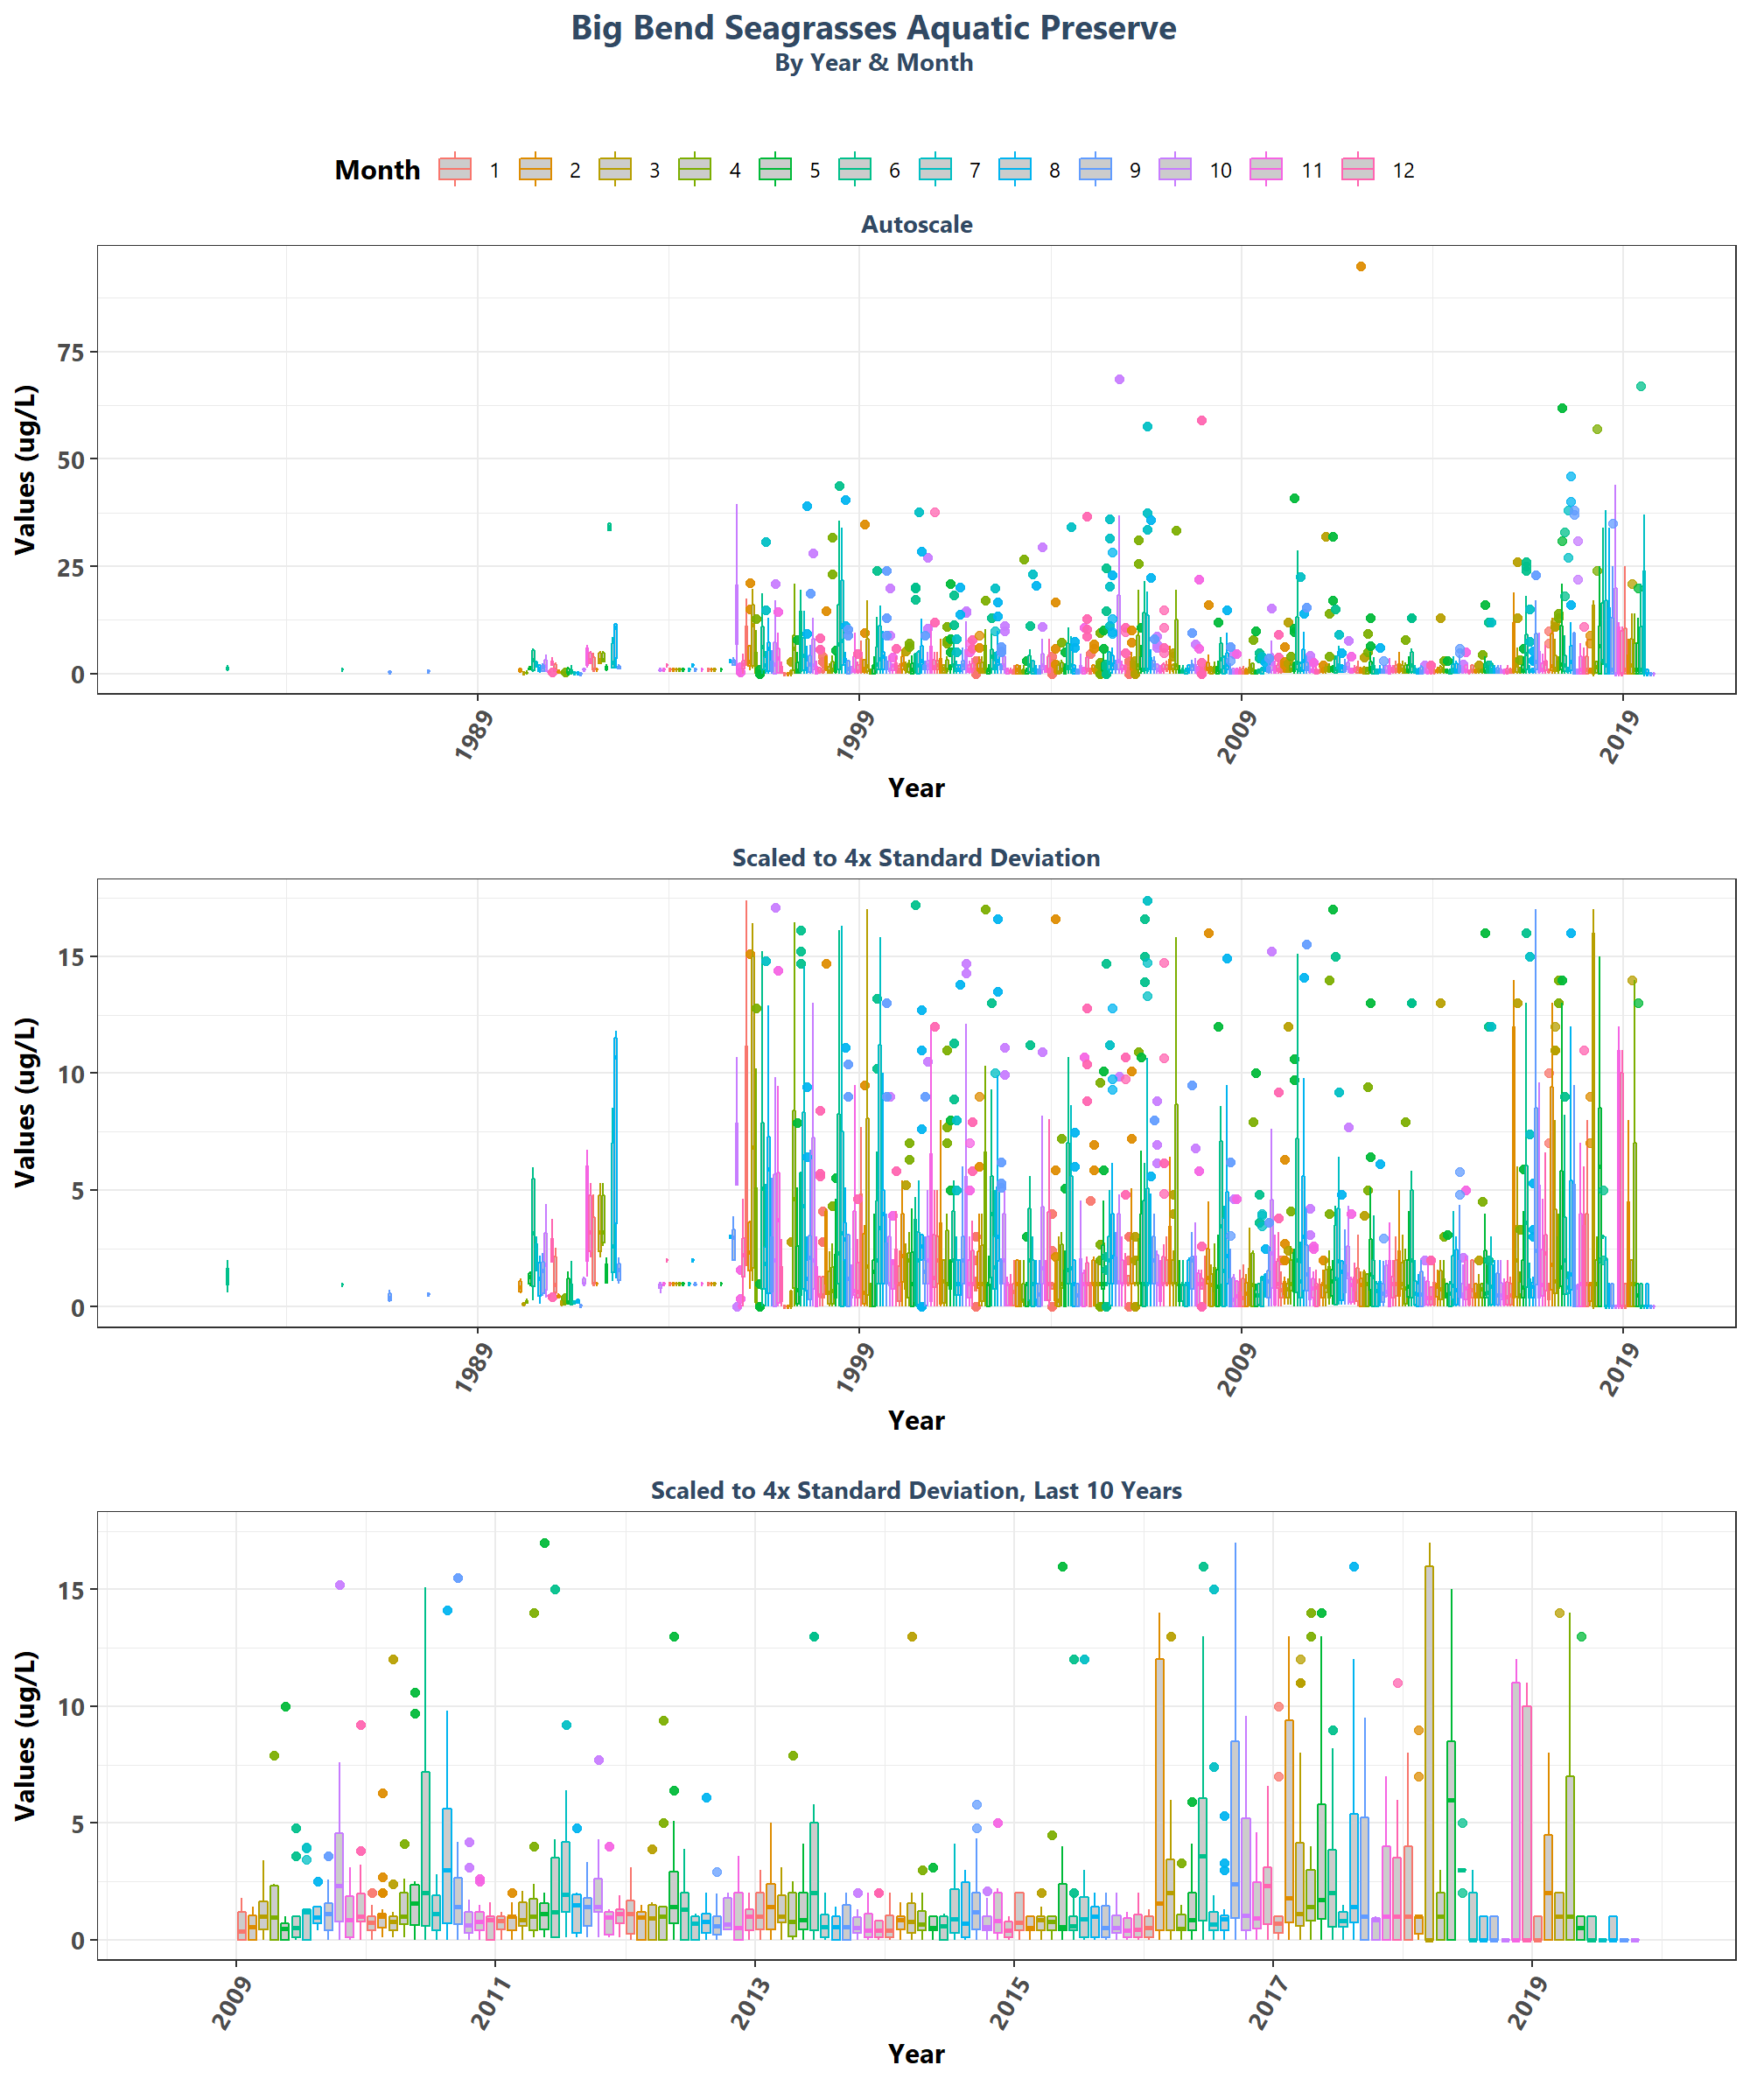 Big Bend Seagrasses Aquatic Preserve
By Year & Month
Month 1 2 3 4 5 6 7 8 9 10 11 12
Autoscale
Values (ug/L)
75
50
25
0
1989 1999 2009 2019
Year
Scaled to 4x Standard Deviation
Values (ug/L)
15
10
5
0
1989 1999 2009 2019
Year
Scaled to 4x Standard Deviation, Last 10 Years
Values (ug/L)
15
10
5
0
2009 2011 2013 2015 2017 2019
Year